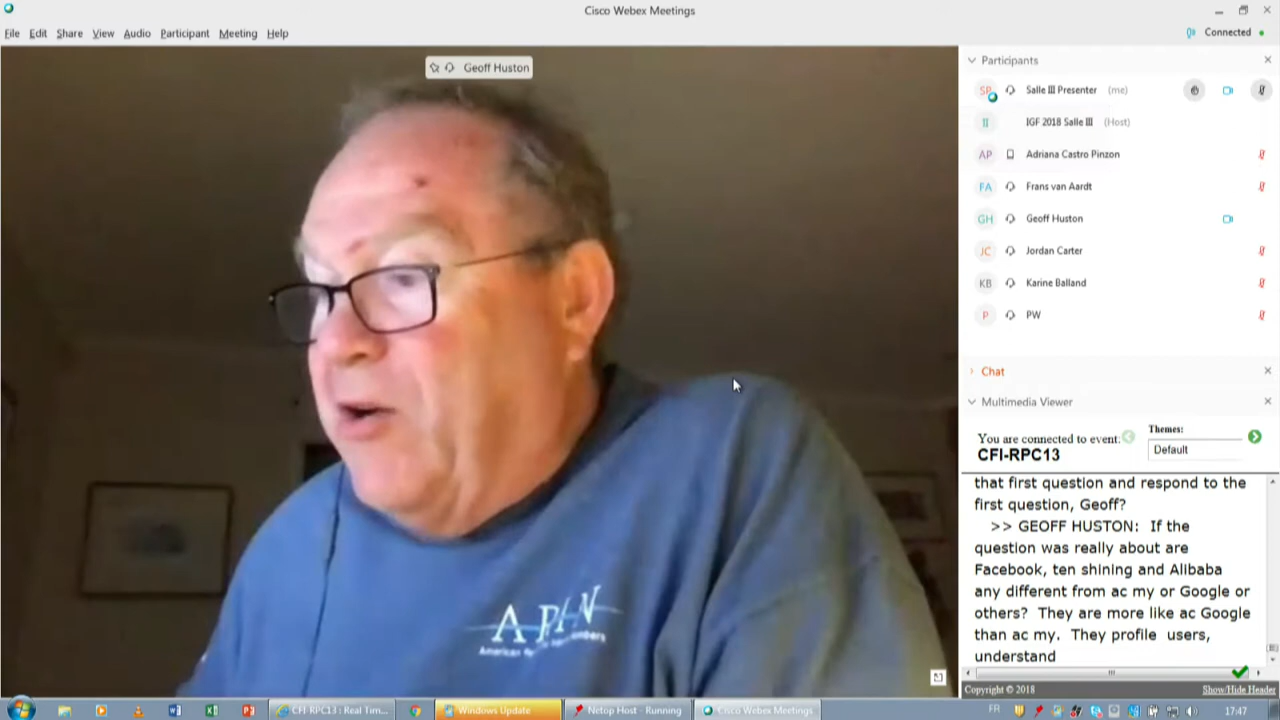 Cisco Webex Meetings
File Edit Share View Audio Participant Meeting Help
Connected
Geoff Huston
Participants
SP Salle III Presenter (me)
II IGF 2018 Salle III (Host)
AP Adriana Castro Pinzon
FA Frans van Aardt
GH Geoff Huston
JC Jordan Carter
KB Karine Balland
P PW
Chat
Multimedia Viewer
You are connected to event:
CFI-RPC13
Themes:
Default
that first question and respond to the
first question, Geoff?
>> GEOFF HUSTON: If the
question was really about are
Facebook, ten shining and Alibaba
any different from ac my or Google or
others? They are more like ac Google
than ac my. They profile users,
understand
Copyright © 2018 Show/Hide Header
American
CFI-RPC13 : Real Tim...
Windows Update
Netop Host - Running
Cisco Webex Meetings
FR
17:47